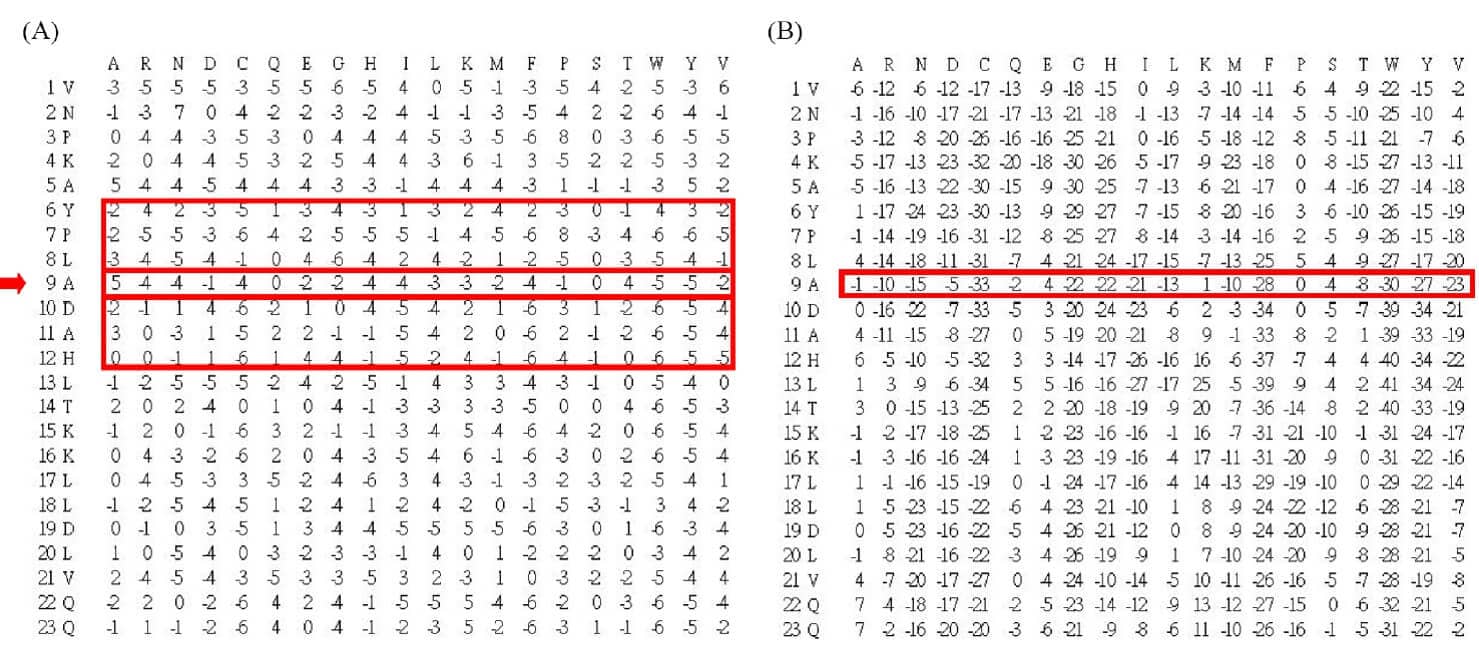 (A)
A R N D C Q E G H I L K M F P S T W Y V
1 V -3 -5 -5 -5 -3 -5 -5 -6 -5 4 0 -5 -1 -3 -5 -4 -2 -5 -3 6
2 N -1 -3 7 0 -4 -2 -2 -3 -2 -4 -1 -1 -3 -5 -4 2 -2 -6 -4 -1
3 P 0 -4 -4 -3 -5 -3 0 -4 -4 -4 -5 -3 -5 -6 8 0 -3 -6 -5 -5
4 K -2 0 -4 -4 -5 -3 -2 -5 -4 -4 -3 6 -1 3 -5 -2 -2 -5 -3 -2
5 A 5 -4 -4 -5 -4 -4 -4 -3 -3 -1 -4 -4 -4 -3 1 -1 -1 -3 5 -2
6 Y -2 4 2 -3 -5 1 -3 -4 -3 1 -3 2 -4 2 -3 0 -1 4 3 -2
7 P -2 -5 -5 -3 -6 -4 -2 -5 -5 -5 -1 -4 -5 -6 8 -3 -4 -6 -6 -5
8 L -3 -4 -5 -4 -1 0 -4 -6 -4 2 4 -2 1 -2 -5 0 -3 -5 -4 -1
9 A 5 -4 -4 -1 -4 0 -2 -2 -4 -4 -3 -3 -2 -4 -1 0 4 -5 -5 -2
10 D -2 -1 1 4 -6 -2 1 0 -4 -5 -4 2 1 -6 3 1 -2 -6 -5 -4
11 A 3 0 -3 1 -5 2 2 -1 -1 -5 -4 2 0 -6 2 -1 -2 -6 -5 -4
12 H 0 0 -1 1 -6 1 4 -4 -1 -5 -2 4 -1 -6 -4 -1 0 -6 -5 -5
13 L -1 -2 -5 -5 -5 -2 -4 -2 -5 -1 4 3 3 -4 -3 -1 0 -5 -4 0
14 T 2 0 2 -4 0 1 0 -4 -1 -3 -3 3 -3 -5 0 0 4 -6 -5 -3
15 K -1 2 0 -1 -6 3 2 -1 -1 -3 -4 5 -4 -6 -4 -2 0 -6 -5 -4
16 K 0 4 -3 -2 -6 2 0 -4 -3 -5 -4 6 -1 -6 -3 0 -2 -6 -5 -4
17 L 0 -4 -5 -3 3 -5 -2 -4 -6 3 4 -3 -1 -3 -2 -3 -2 -5 -4 1
18 L -1 -2 -5 -4 -5 1 -2 -4 1 -2 4 -2 0 -1 -5 -3 -1 3 4 -2
19 D 0 -1 0 3 -5 1 3 -4 -4 -5 -5 5 -5 -6 -3 0 1 -6 -3 -4
20 L 1 0 -5 -4 0 -3 -2 -3 -3 -1 4 0 1 -2 -2 -2 0 -3 -4 2
21 V 2 -4 -5 -4 -3 -5 -3 -3 -5 3 2 -3 1 0 -3 -2 -2 -5 -4 4
22 Q -2 2 0 -2 -6 4 2 -4 -1 -5 -5 5 -4 -6 -2 0 -3 -6 -5 -4
23 Q -1 1 -1 -2 -6 4 0 -4 -1 -2 -3 5 -2 -6 -3 1 -1 -6 -5 -2
(B)
A R N D C Q E G H I L K M F P S T W Y V
1 V -6 -12 -6 -12 -17 -13 -9 -18 -15 0 -9 -3 -10 -11 -6 -4 -9 -22 -15 -2
2 N -1 -16 -10 -17 -21 -17 -13 -21 -18 -1 -13 -7 -14 -14 -5 -5 -10 -25 -10 -4
3 P -3 -12 -8 -20 -26 -16 -16 -25 -21 0 -16 -5 -18 -12 -8 -5 -11 -21 -7 -6
4 K -5 -17 -13 -23 -32 -20 -18 -30 -26 -5 -17 -9 -23 -18 0 -8 -15 -27 -13 -11
5 A -5 -16 -13 -22 -30 -15 -9 -30 -25 -7 -13 -6 -21 -17 0 -4 -16 -27 -14 -18
6 Y 1 -17 -24 -23 -30 -13 -9 -29 -27 -7 -15 -8 -20 -16 3 -6 -10 -26 -15 -19
7 P -1 -14 -19 -16 -31 -12 -8 -25 -27 -8 -14 -3 -14 -16 -2 -5 -9 -26 -15 -18
8 L 4 -14 -18 -11 -31 -7 4 -21 -24 -17 -15 -7 -13 -25 5 -4 -9 -27 -17 -20
9 A -1 -10 -15 -5 -33 -2 4 -22 -22 -21 -13 1 -10 -28 0 -4 -8 -30 -27 -23
10 D 0 -16 -22 -7 -33 -5 3 -20 -24 -23 -6 2 -3 -34 0 -5 -7 -39 -34 -21
11 A 4 -11 -15 -8 -27 0 5 -19 -20 -21 -8 9 -1 -33 -8 -2 1 -39 -33 -19
12 H 6 -5 -10 -5 -32 3 3 -14 -17 -26 -16 16 -6 -37 -7 -4 4 -40 -34 -22
13 L 1 3 -9 -6 -34 5 5 -16 -16 -27 -17 25 -5 -39 -9 -4 -2 -41 -34 -24
14 T 3 0 -15 -13 -25 2 2 -20 -18 -19 -9 20 -7 -36 -14 -8 -2 -40 -33 -19
15 K -1 -2 -17 -18 -25 1 -2 -23 -16 -16 -1 16 -7 -31 -21 -10 -1 -31 -24 -17
16 K -1 -3 -16 -16 -24 1 -3 -23 -19 -16 -4 17 -11 -31 -20 -9 0 -31 -22 -16
17 L 1 -1 -16 -15 -19 0 -1 -24 -17 -16 -4 14 -13 -29 -19 -10 0 -29 -22 -14
18 L 1 -5 -23 -15 -22 -6 -4 -23 -21 -10 1 8 -9 -24 -22 -12 -6 -28 -21 -7
19 D 0 -5 -23 -16 -22 -5 -4 -26 -21 -12 0 8 -9 -24 -20 -10 -9 -28 -21 -7
20 L -1 -8 -21 -16 -22 -3 -4 -26 -19 -9 1 7 -10 -24 -20 -9 -8 -28 -21 -5
21 V 4 -7 -20 -17 -27 0 -4 -24 -10 -14 -5 10 -11 -26 -16 -5 -7 -28 -19 -8
22 Q 7 -4 -18 -17 -21 -2 -5 -23 -14 -12 -9 13 -12 -27 -15 0 -6 -32 -21 -5
23 Q 7 -2 -16 -20 -20 -3 -6 -21 -9 -8 -6 11 -10 -26 -16 -1 -5 -31 -22 -2